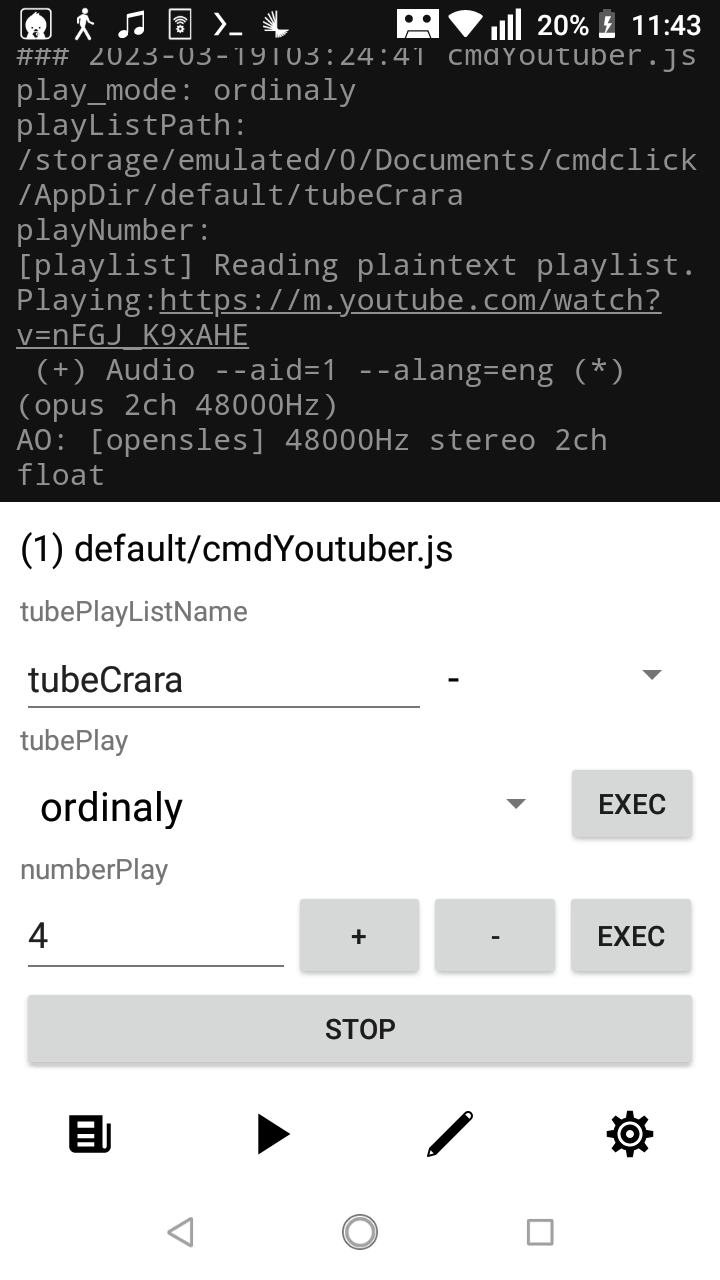 20% 11:43
### 2023-03-19T03:24:41 cmdYoutuber.js
play_mode: ordinaly
playListPath:
/storage/emulated/0/Documents/cmdclick
/AppDir/default/tubeCrara
playNumber:
[playlist] Reading plaintext playlist.
Playing:https://m.youtube.com/watch?
v=nFGJ_K9xAHE
(+) Audio --aid=1 --alang=eng (*)
(opus 2ch 48000Hz)
AO: [opensles] 48000Hz stereo 2ch
float
(1) default/cmdYoutuber.js
tubePlayListName
tubeCrara -
tubePlay
ordinaly EXEC
numberPlay
4 + - EXEC
STOP